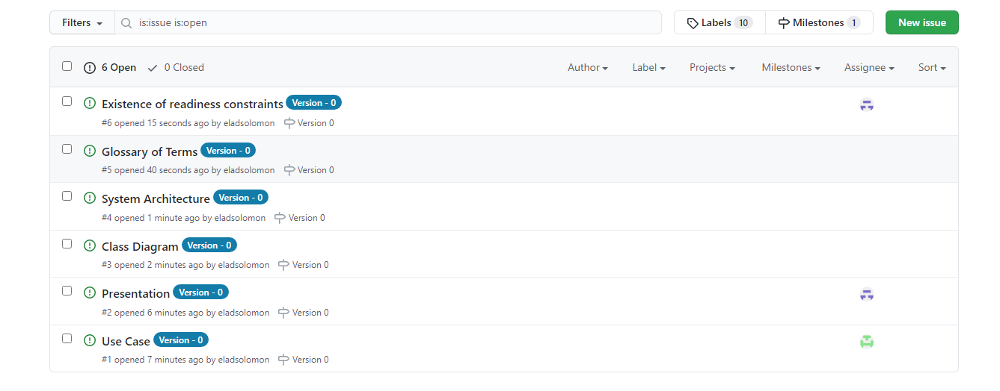 Filters is:issue is:open Labels 10 Milestones 1 New issue
6 Open 0 Closed Author Label Projects Milestones Assignee Sort
Existence of readiness constraints Version - 0
#6 opened 15 seconds ago by eladsolomon Version 0
Glossary of Terms Version - 0
#5 opened 40 seconds ago by eladsolomon Version 0
System Architecture Version - 0
#4 opened 1 minute ago by eladsolomon Version 0
Class Diagram Version - 0
#3 opened 2 minutes ago by eladsolomon Version 0
Presentation Version - 0
#2 opened 6 minutes ago by eladsolomon Version 0
Use Case Version - 0
#1 opened 7 minutes ago by eladsolomon Version 0